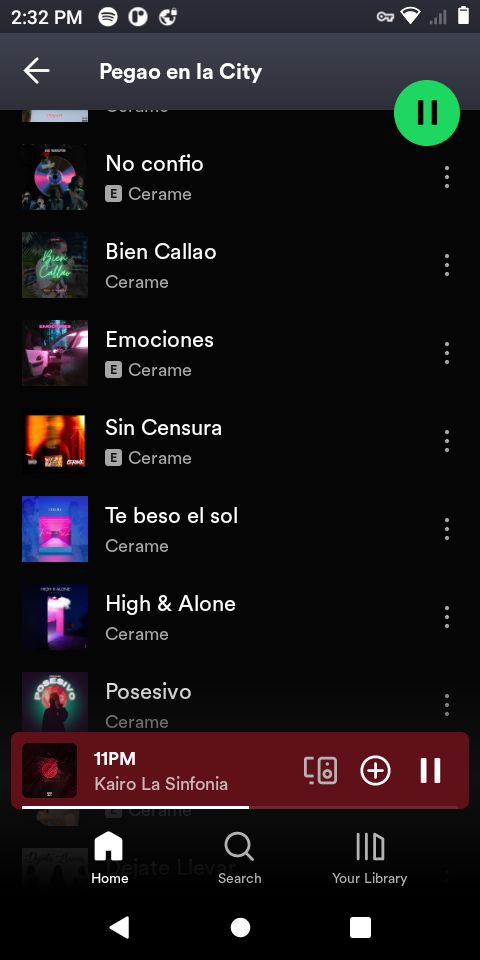 2:32 PM
Pegao en la City
Cerame
No confio
E Cerame
Bien Callao
Cerame
Emociones
E Cerame
Sin Censura
E Cerame
Te beso el sol
Cerame
High & Alone
Cerame
Posesivo
Cerame
11PM
Kairo La Sinfonia
Cerame
Dejate Llevar
Home
Search
Your Library